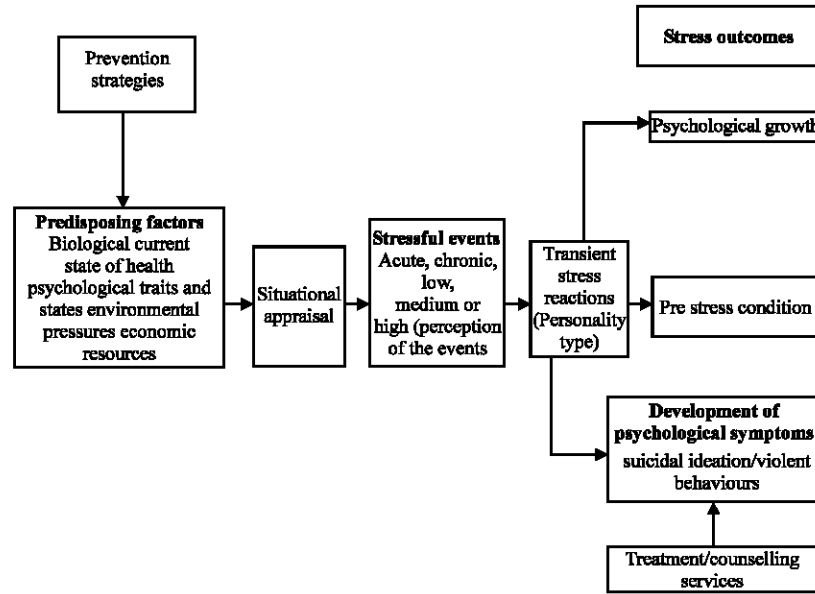 Prevention
strategies
Stress outcomes
Psychological growth
Predisposing factors
Biological current
state of health
psychological traits and
states environmental
pressures economic
resources
Situational
appraisal
Stressful events
Acute, chronic,
low,
medium or
high (perception
of the events
Transient
stress
reactions
(Personality
type)
Pre stress condition
Development of
psychological symptoms
suicidal ideation/violent
behaviours
Treatment/counselling
services